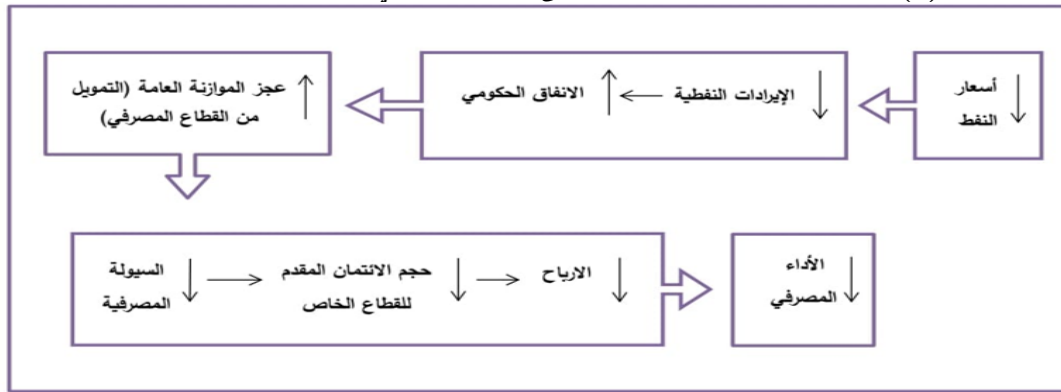 أسعار
النفط
الإيرادات النفطية
الانفاق الحكومي
عجز الموازنة العامة (التمويل
من القطاع المصرفي)
السيولة
المصرفية
حجم الائتمان المقدم
للقطاع الخاص
الارباح
الأداء
المصرفي